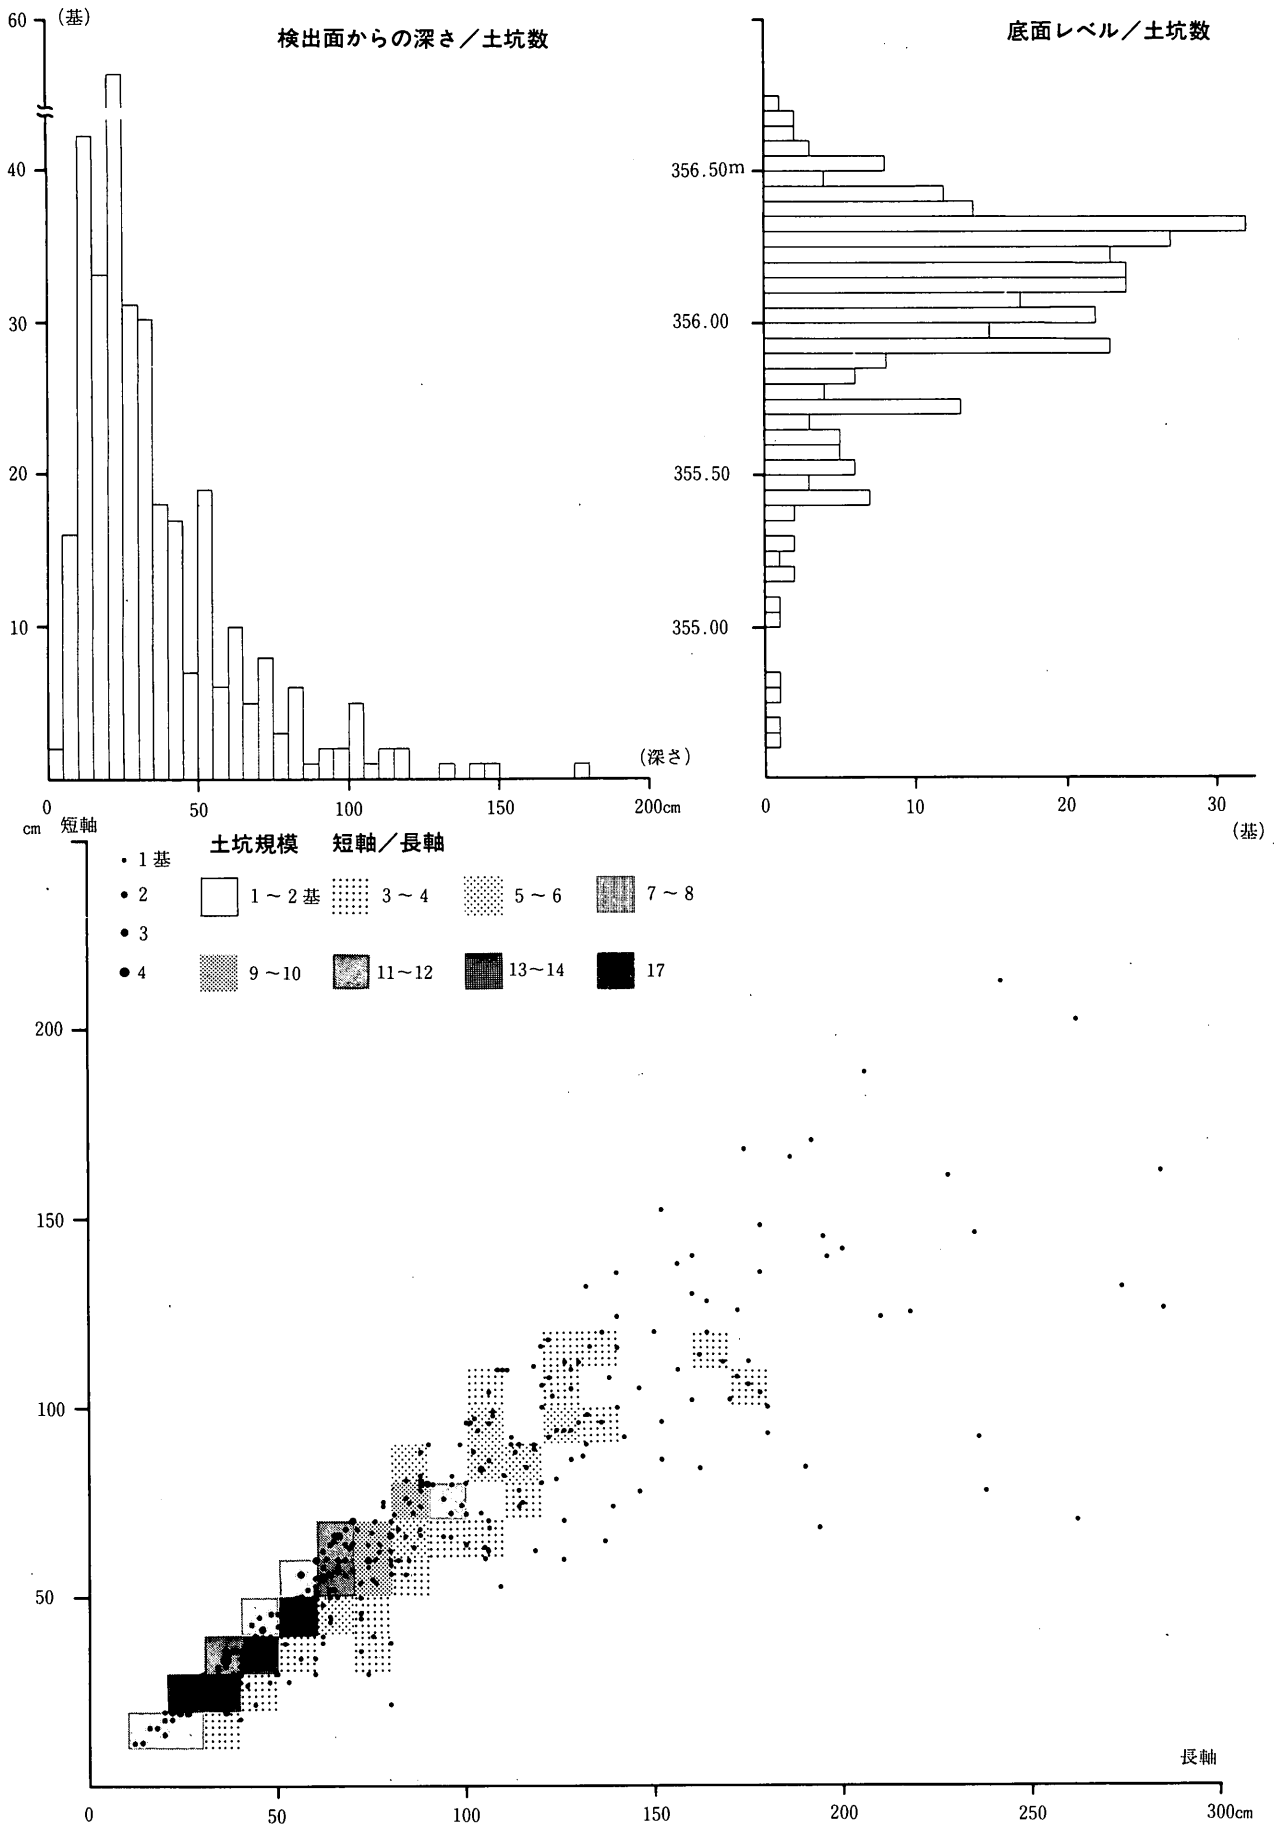 検出面からの深さ／土坑数
60 (基)
40
30
20
10
0 50 100 150 200cm
(深さ)
底面レベル／土坑数
356.50m
356.00
355.50
355.00
0 10 20 30
(基)
cm 短軸
土坑規模 短軸／長軸
・1基
2
3
4
1～2基 3～4 5～6 7～8
9～10 11～12 13～14 17
200
150
100
50
長軸
0 50 100 150 200 250 300cm